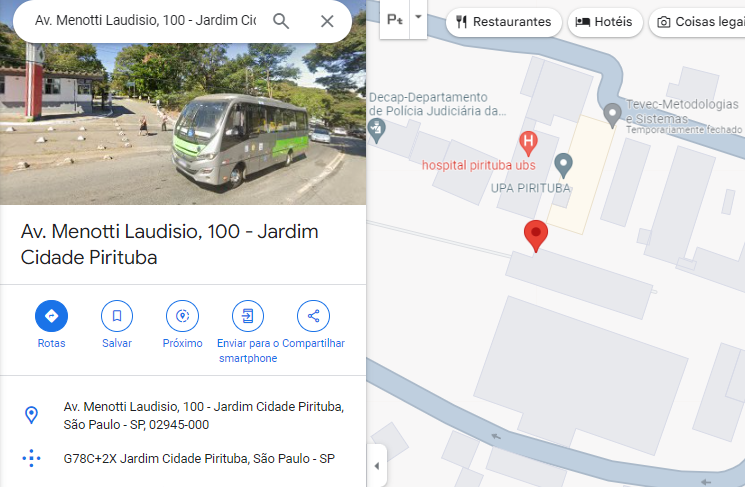 Av. Menotti Laudisio, 100 - Jardim Cic
Av. Menotti Laudisio, 100 - Jardim
Cidade Pirituba
Rotas
Salvar
Próximo
Enviar para o
smartphone
Compartilhar
Av. Menotti Laudisio, 100 - Jardim Cidade Pirituba,
São Paulo - SP, 02945-000
G78C+2X Jardim Cidade Pirituba, São Paulo - SP
Pt
Restaurantes
Hotéis
Coisas legai
Decap-Departamento
de Polícia Judiciária da...
Tevec-Metodologias
e Sistemas
Temporariamente fechado
H
hospital pirituba ubs
UPA PIRITUBA